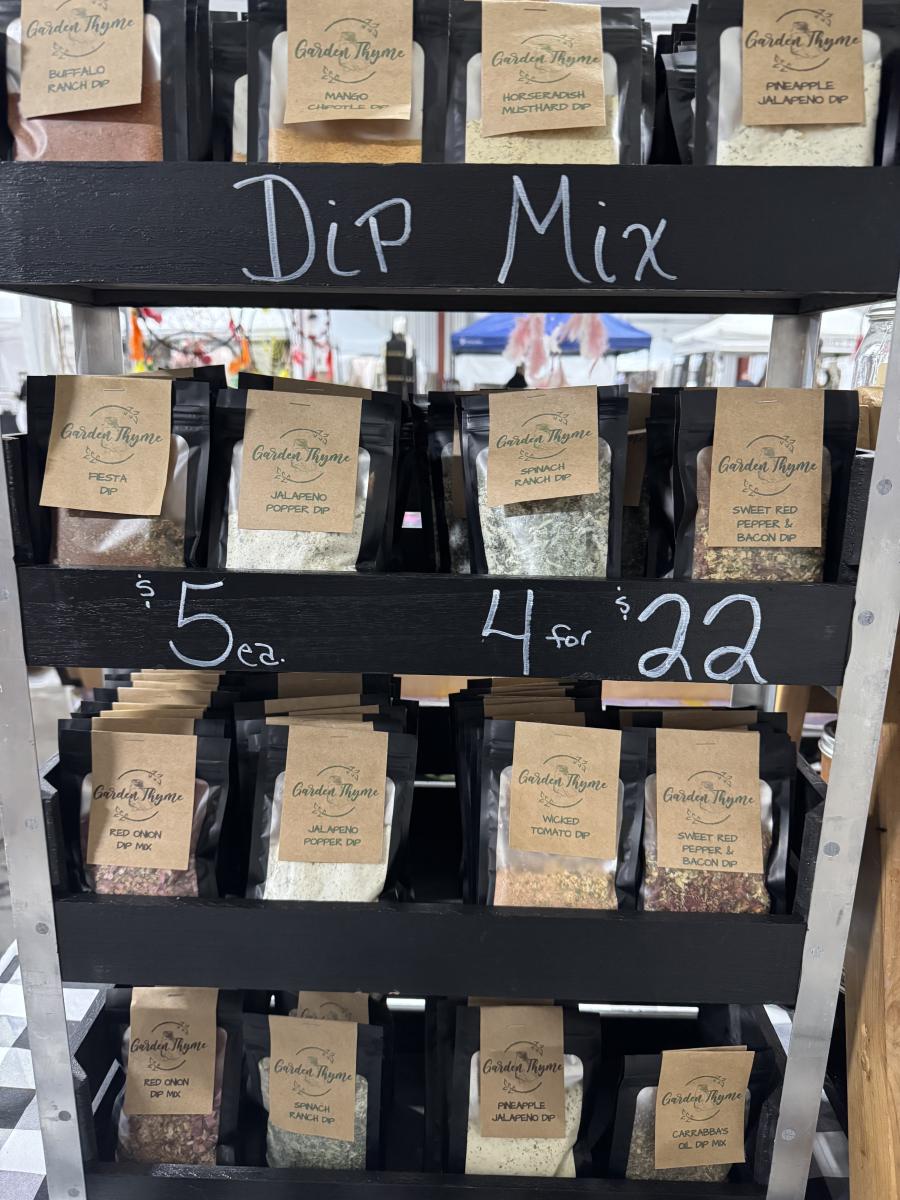 Garden Thyme
BUFFALO
RANCH DIP
Garden Thyme
MANGO
CHIPOTLE DIP
Garden Thyme
HORSERADISH
MUSTHARD DIP
Garden Thyme
PINEAPPLE
JALAPENO DIP
Dip Mix
Garden Thyme
FIESTA
DIP
Garden Thyme
JALAPENO
POPPER DIP
Garden Thyme
SPINACH
RANCH DIP
Garden Thyme
SWEET RED
PEPPER &
BACON DIP
$5 ea. 4 for $22
Garden Thyme
RED ONION
DIP MIX
Garden Thyme
JALAPENO
POPPER DIP
Garden Thyme
WICKED
TOMATO DIP
Garden Thyme
SWEET RED
PEPPER &
BACON DIP
Garden Thyme
RED ONION
DIP MIX
Garden Thyme
SPINACH
RANCH DIP
Garden Thyme
PINEAPPLE
JALAPENO DIP
Garden Thyme
CARRABBA'S
OIL DIP MIX